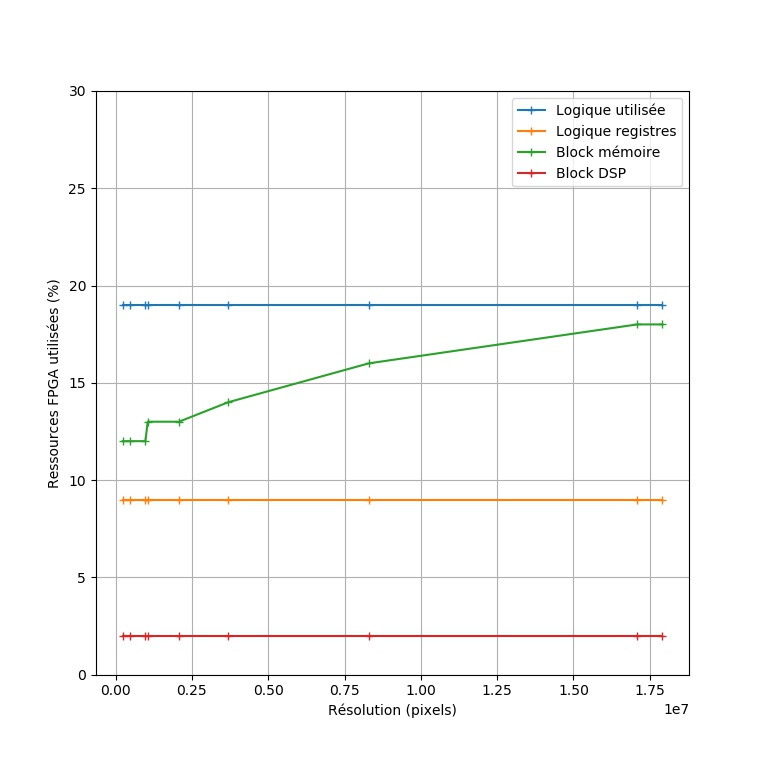 30
25
20
15
10
5
0
Ressources FPGA utilisées (%)
Logique utilisée
Logique registres
Block mémoire
Block DSP
0.00 0.25 0.50 0.75 1.00 1.25 1.50 1.75
1e7
Résolution (pixels)